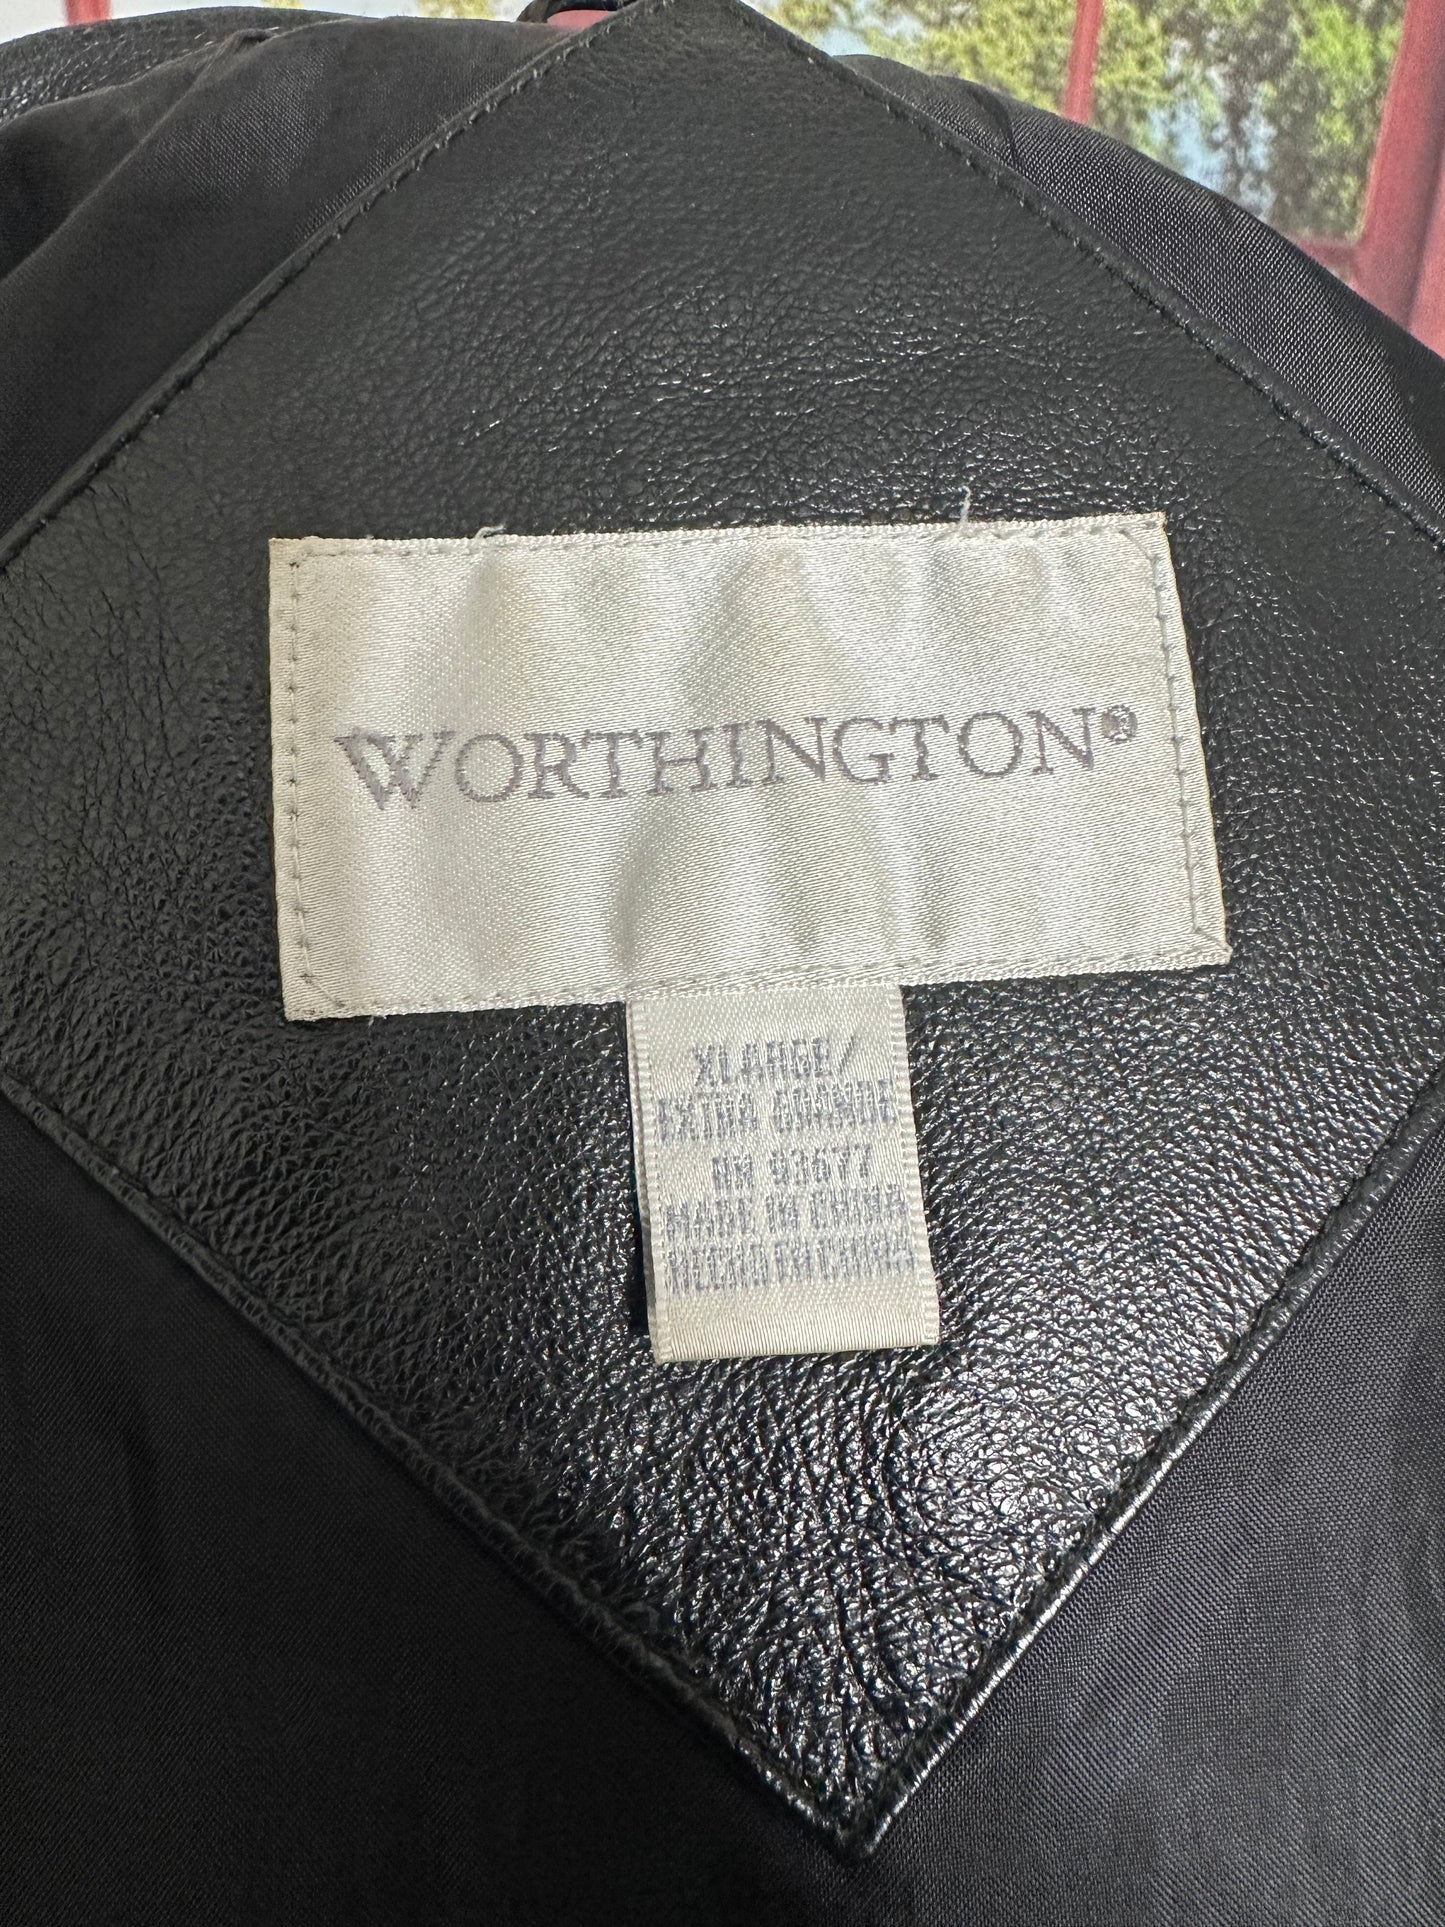 WORTHINGTON®
XLARGE/
EXTRA GRANDE
RN 93677
MADE IN CHINA
HECHO EN CHINA